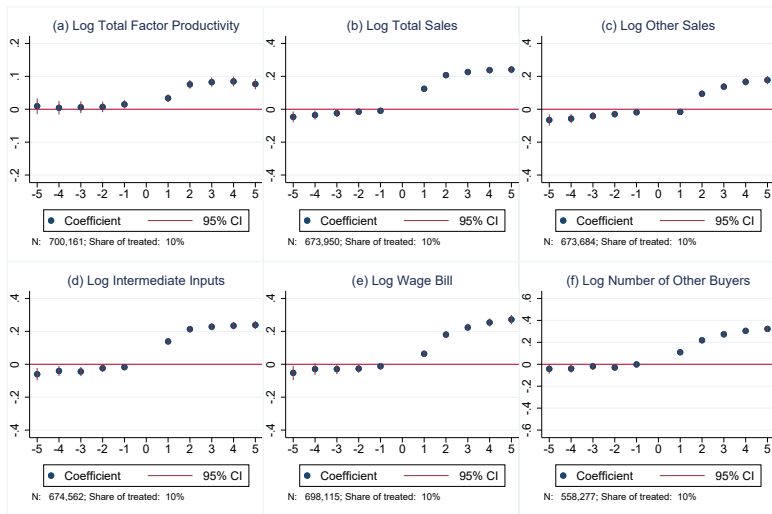 (a) Log Total Factor Productivity
.2
.1
0
-.1
-.2
-5 -4 -3 -2 -1 0 1 2 3 4 5
Coefficient 95% CI
N: 700,161; Share of treated: 10%
(b) Log Total Sales
.4
.2
0
-.2
-.4
-5 -4 -3 -2 -1 0 1 2 3 4 5
Coefficient 95% CI
N: 673,950; Share of treated: 10%
(c) Log Other Sales
.4
.2
0
-.2
-.4
-5 -4 -3 -2 -1 0 1 2 3 4 5
Coefficient 95% CI
N: 673,684; Share of treated: 10%
(d) Log Intermediate Inputs
.4
.2
0
-.2
-.4
-5 -4 -3 -2 -1 0 1 2 3 4 5
Coefficient 95% CI
N: 674,562; Share of treated: 10%
(e) Log Wage Bill
.4
.2
0
-.2
-.4
-5 -4 -3 -2 -1 0 1 2 3 4 5
Coefficient 95% CI
N: 698,115; Share of treated: 10%
(f) Log Number of Other Buyers
.6
.4
.2
0
-.2
-.4
-.6
-5 -4 -3 -2 -1 0 1 2 3 4 5
Coefficient 95% CI
N: 558,277; Share of treated: 10%